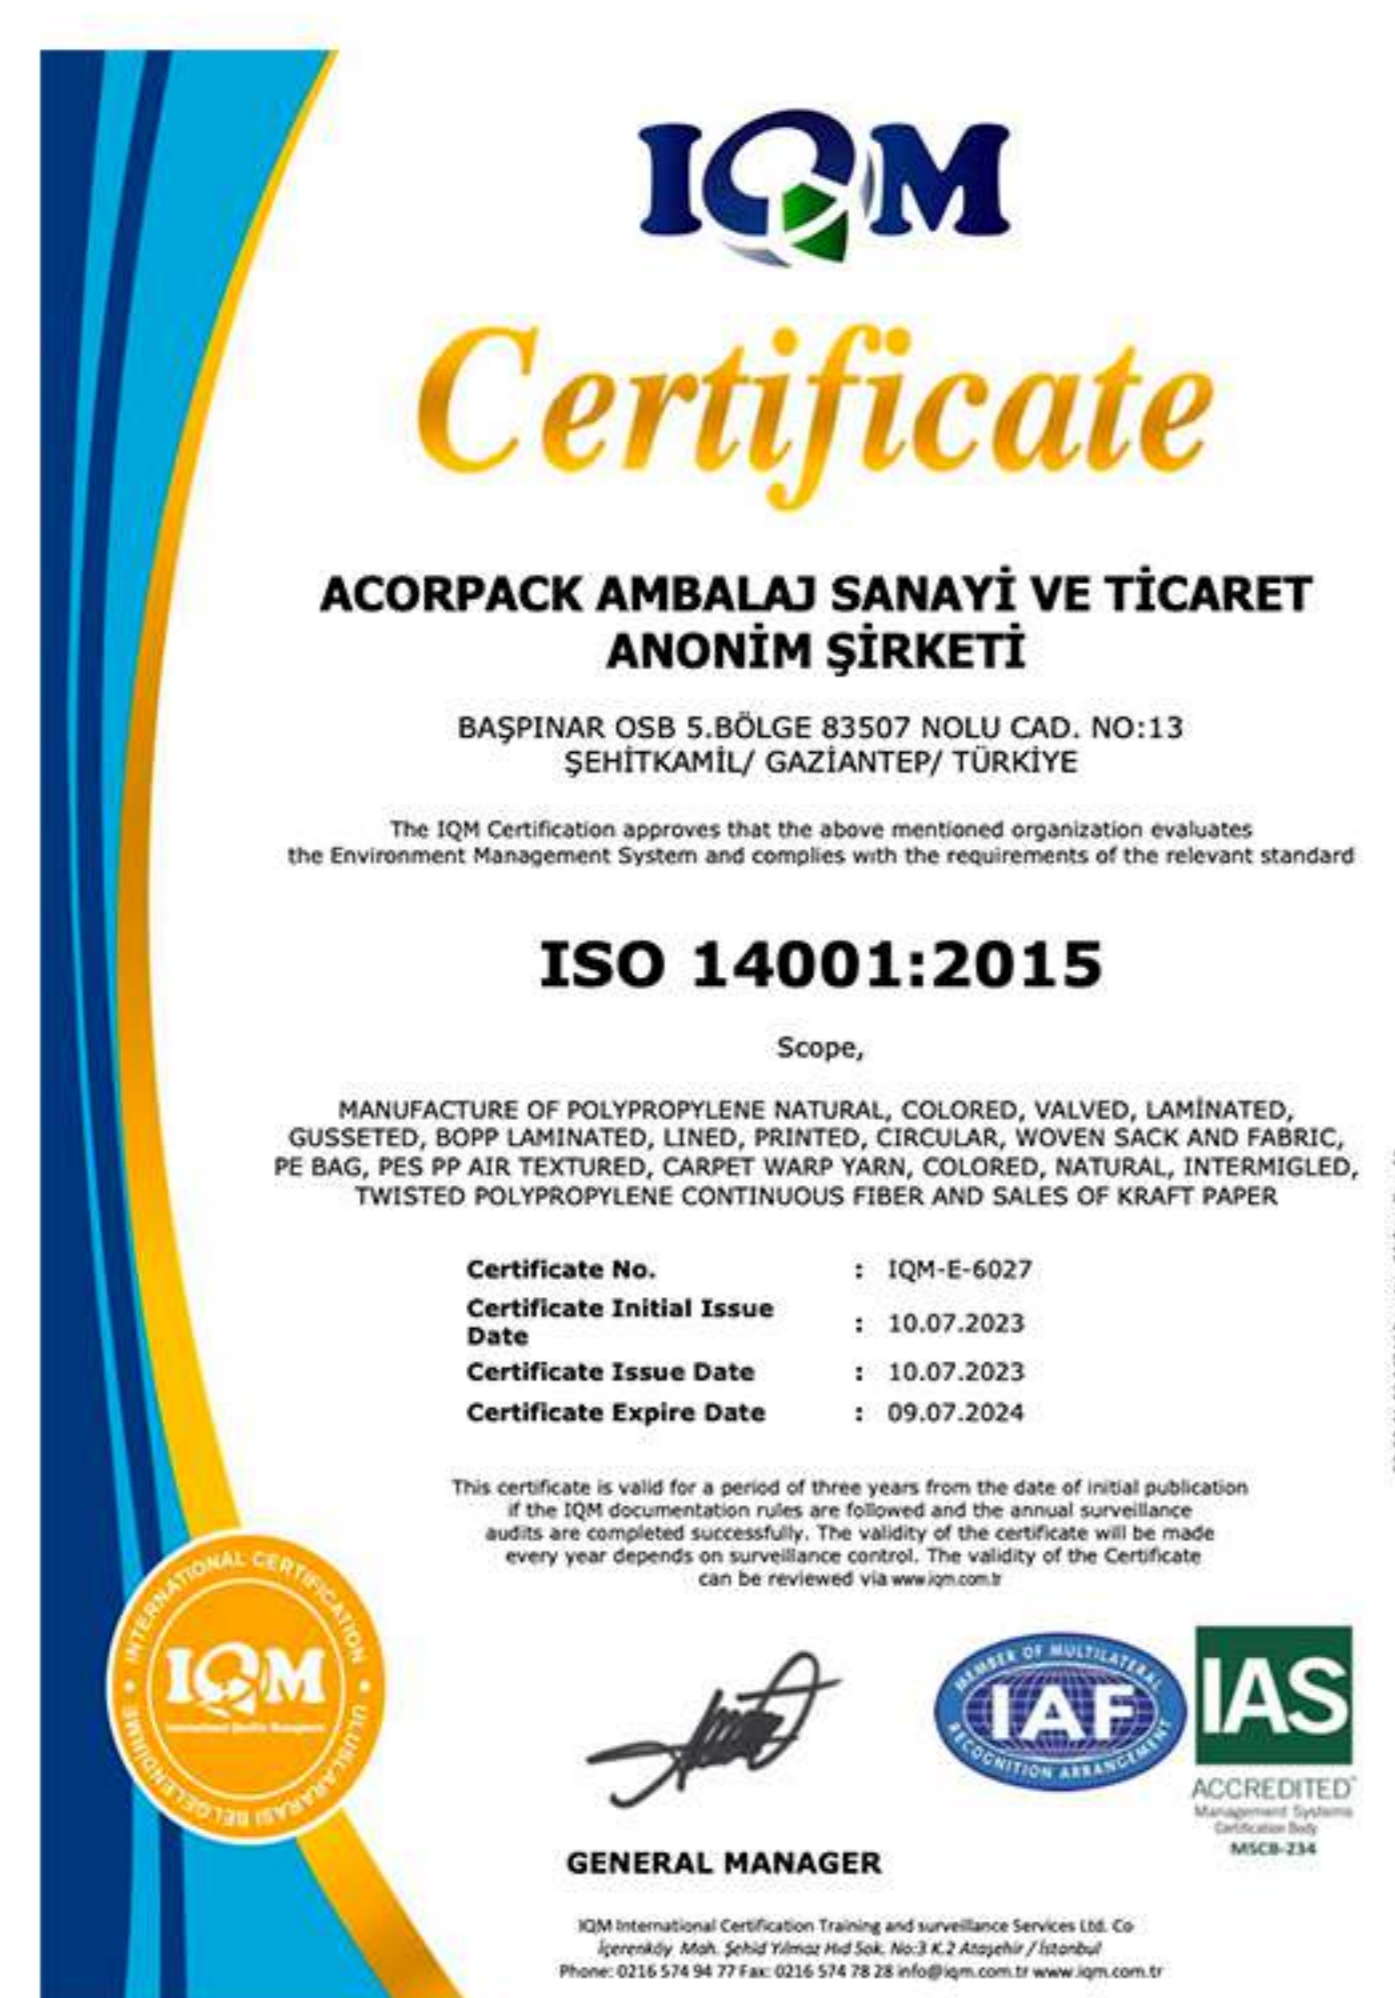 IQM
Certificate
ACORPACK AMBALAJ SANAYİ VE TİCARET
ANONİM ŞİRKETİ
BAŞPINAR OSB 5.BÖLGE 83507 NOLU CAD. NO:13
ŞEHİTKAMİL/ GAZİANTEP/ TÜRKİYE
The IQM Certification approves that the above mentioned organization evaluates
the Environment Management System and complies with the requirements of the relevant standard
ISO 14001:2015
Scope,
MANUFACTURE OF POLYPROPYLENE NATURAL, COLORED, VALVED, LAMİNATED,
GUSSETED, BOPP LAMINATED, LINED, PRINTED, CIRCULAR, WOVEN SACK AND FABRIC,
PE BAG, PES PP AIR TEXTURED, CARPET WARP YARN, COLORED, NATURAL, INTERMIGLED,
TWISTED POLYPROPYLENE CONTINUOUS FIBER AND SALES OF KRAFT PAPER
Certificate No. : IQM-E-6027
Certificate Initial Issue
Date : 10.07.2023
Certificate Issue Date : 10.07.2023
Certificate Expire Date : 09.07.2024
This certificate is valid for a period of three years from the date of initial publication
if the IQM documentation rules are followed and the annual surveillance
audits are completed successfully. The validity of the certificate will be made
every year depends on surveillance control. The validity of the Certificate
can be reviewed via www.iqm.com.tr
INTERNATIONAL CERTIFICATION • ULUSLARARASI BELGELENDİRME •
IQM
International Quality Management
MEMBER OF MULTILATERAL
IAF
RECOGNITION ARRANGEMENT
IAS
ACCREDITED
Management Systems
Certification Body
MSCB-234
GENERAL MANAGER
IQM International Certification Training and surveillance Services Ltd. Co
İçerenköy Mah. Şehid Yılmaz Hıd Sok. No:3 K.2 Ataşehir / İstanbul
Phone: 0216 574 94 77 Fax: 0216 574 78 28 info@iqm.com.tr www.iqm.com.tr